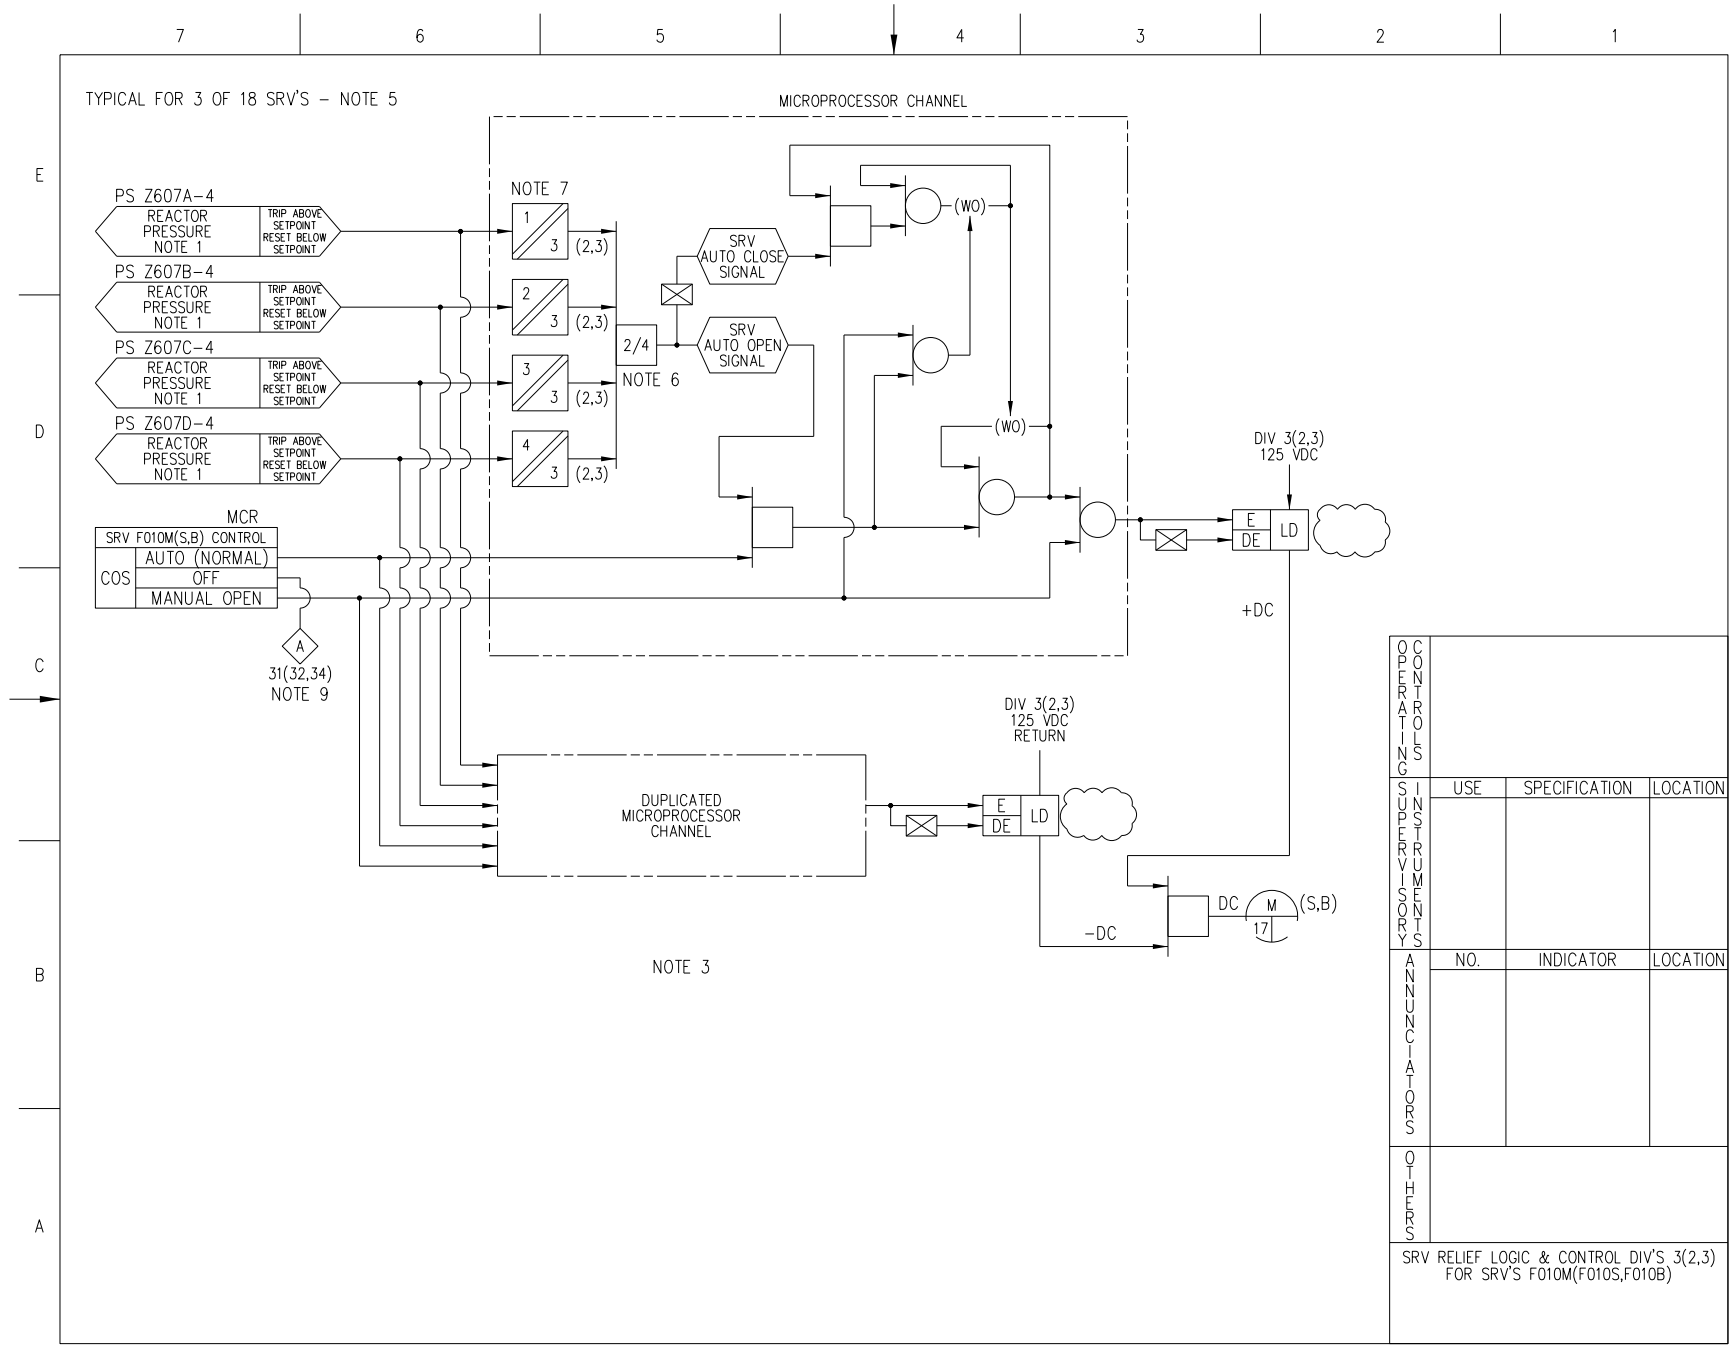 7 6 5 4 3 2 1
TYPICAL FOR 3 OF 18 SRV'S – NOTE 5
MICROPROCESSOR CHANNEL
E
D
C
B
A
PS Z607A–4
REACTOR
PRESSURE
NOTE 1
TRIP ABOVE
SETPOINT
RESET BELOW
SETPOINT
PS Z607B–4
REACTOR
PRESSURE
NOTE 1
TRIP ABOVE
SETPOINT
RESET BELOW
SETPOINT
PS Z607C–4
REACTOR
PRESSURE
NOTE 1
TRIP ABOVE
SETPOINT
RESET BELOW
SETPOINT
PS Z607D–4
REACTOR
PRESSURE
NOTE 1
TRIP ABOVE
SETPOINT
RESET BELOW
SETPOINT
MCR
SRV F010M(S,B) CONTROL
COS
AUTO (NORMAL)
OFF
MANUAL OPEN
A
31(32,34)
NOTE 9
NOTE 7
1
3
(2,3)
2
3
(2,3)
3
3
(2,3)
4
3
(2,3)
2/4
NOTE 6
SRV
AUTO CLOSE
SIGNAL
SRV
AUTO OPEN
SIGNAL
(WO)
(WO)
DIV 3(2,3)
125 VDC
E
DE
LD
+DC
DIV 3(2,3)
125 VDC
RETURN
DUPLICATED
MICROPROCESSOR
CHANNEL
E
DE
LD
–DC
DC
M
17
(S,B)
NOTE 3
OPERATING
CONTROLS
SUPERVISORY
INSTRUMENTS
USE SPECIFICATION LOCATION
ANNUNCIATORS
NO. INDICATOR LOCATION
OTHERS
SRV RELIEF LOGIC & CONTROL DIV'S 3(2,3)
FOR SRV'S F010M(F010S,F010B)